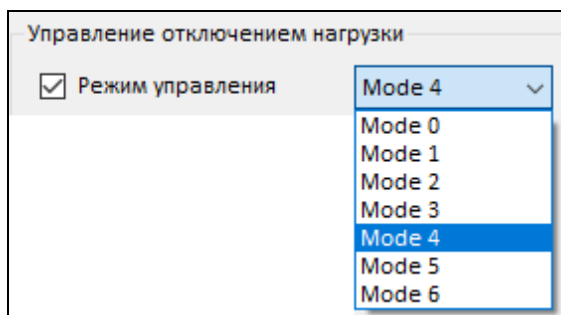 Управление отключением нагрузки
Режим управления Mode 4
Mode 0
Mode 1
Mode 2
Mode 3
Mode 4
Mode 5
Mode 6